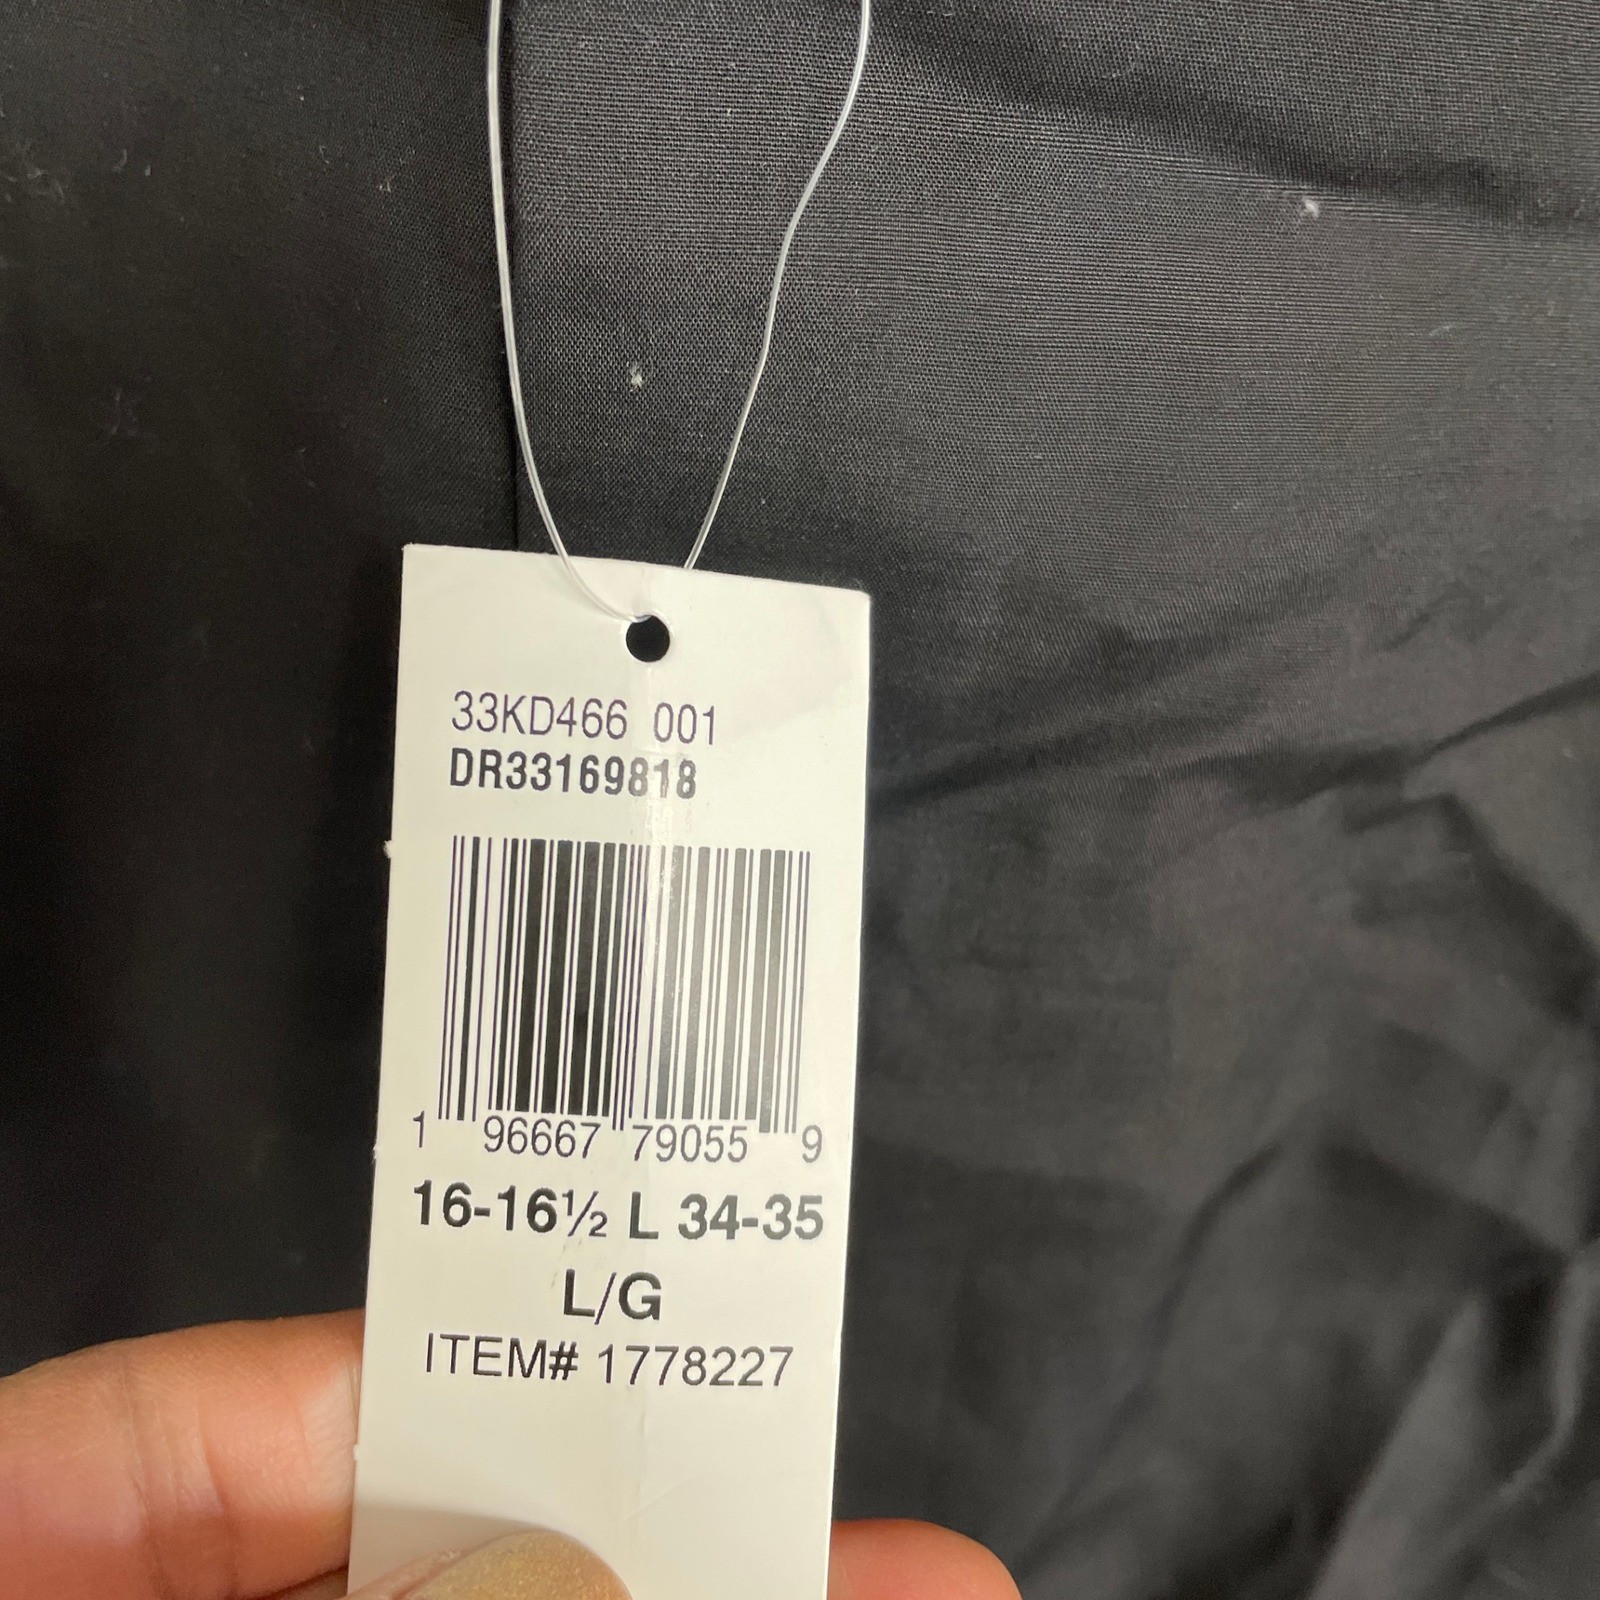 33KD466 001
DR33169818
1 96667 79055 9
16-16½ L 34-35
L/G
ITEM# 1778227